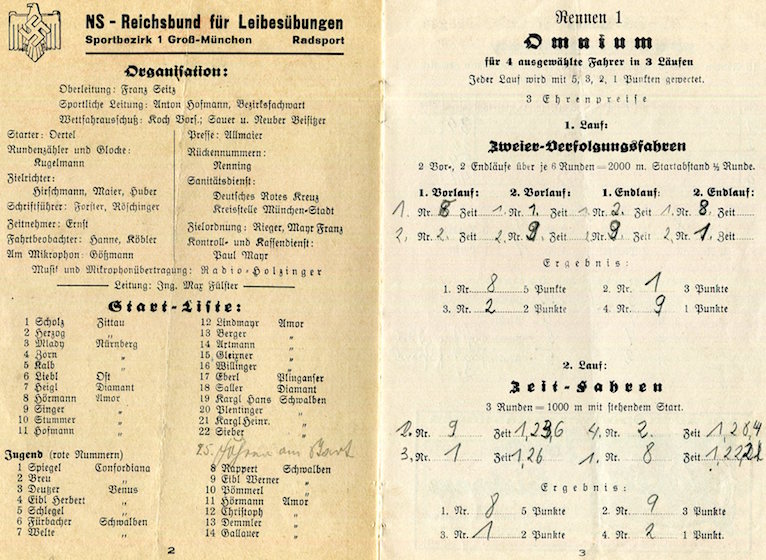 NS - Reichsbund für Leibesübungen
Sportbezirk 1 Groß-München Radsport
Organisation:
Oberleitung: Franz Seitz
Sportliche Leitung: Anton Hofmann, Bezirksfachwart
Wettfahrausschuß: Koch Vors.; Sauer u. Neuber Beisitzer
Starter: Oertel
Rundenzähler und Glocke:
Kugelmann
Zielrichter:
Hirschmann, Maier, Huber
Schriftführer: Forster, Röschinger
Zeitnehmer: Ernst
Fahrtbeobachter: Hanne, Köbler
Am Mikrophon: Gößmann
Presse: Allmaier
Rückennummern:
Renning
Sanitätsdienst:
Deutsches Rotes Kreuz
Kreisstelle München-Stadt
Zielordnung: Rieger, Mayr Franz
Kontroll- und Kassendienst:
Paul Mayr
Musik und Mikrophonübertragung: Radio-Holzinger
Leitung: Ing. Max Fülster
Start-Liste:
1 Scholz Zittau
2 Herzog "
3 Mlady Nürnberg
4 Zorn "
5 Kalb "
6 Liebl Ost
7 Heigl Diamant
8 Hörmann Amor
9 Singer "
10 Stummer "
11 Hofmann "
12 Lindmayr Amor
13 Berger "
14 Artmann "
15 Gleixner "
16 Willinger "
17 Eberl Plinganser
18 Saller Diamant
19 Kargl Hans Schwalben
20 Plentinger "
21 Kargl Heinr. "
22 Sieber "
25. Fahrer am Start
Jugend (rote Nummern)
1 Spiegel Confordiana
2 Breu "
3 Deutzer Venus
4 Eibl Herbert "
5 Schlegel "
6 Fürbacher Schwalben
7 Welte "
8 Rappert Schwalben
9 Eibl Werner "
10 Pömmerl "
11 Hörmann Amor
12 Christoph "
13 Demmler "
14 Gallauer "
2
Rennen 1
Omnium
für 4 ausgewählte Fahrer in 3 Läufen
Jeder Lauf wird mit 5, 3, 2, 1 Punkten gewertet.
3 Ehrenpreise
1. Lauf:
Zweier-Verfolgungsfahren
2 Vor-, 2 Endläufe über je 6 Runden = 2000 m. Startabstand ½ Runde.
1. Vorlauf: 2. Vorlauf: 1. Endlauf: 2. Endlauf:
1. Nr. 8 Zeit 1. Nr. 1. Zeit 1. Nr. 2. Zeit 1. Nr. 8. Zeit
2. Nr. 2. Zeit 2. Nr. 9 Zeit 2. Nr. 9 Zeit 2. Nr. 1. Zeit
Ergebnis:
1. Nr. 8 5 Punkte 2. Nr. 1 3 Punkte
3. Nr. 2 2 Punkte 4. Nr. 9 1 Punkte
2. Lauf:
Zeit-Fahren
3 Runden = 1000 m mit stehendem Start.
2. Nr. 9 Zeit 4. Nr. 2. Zeit 1,28,4
3. Nr. 1 Zeit 1,26 1. Nr. 8 Zeit
Ergebnis:
1. Nr. 8 5 Punkte 2. Nr. 9 3 Punkte
3. Nr. 1 2 Punkte 4. Nr. 2 1 Punkt.
3